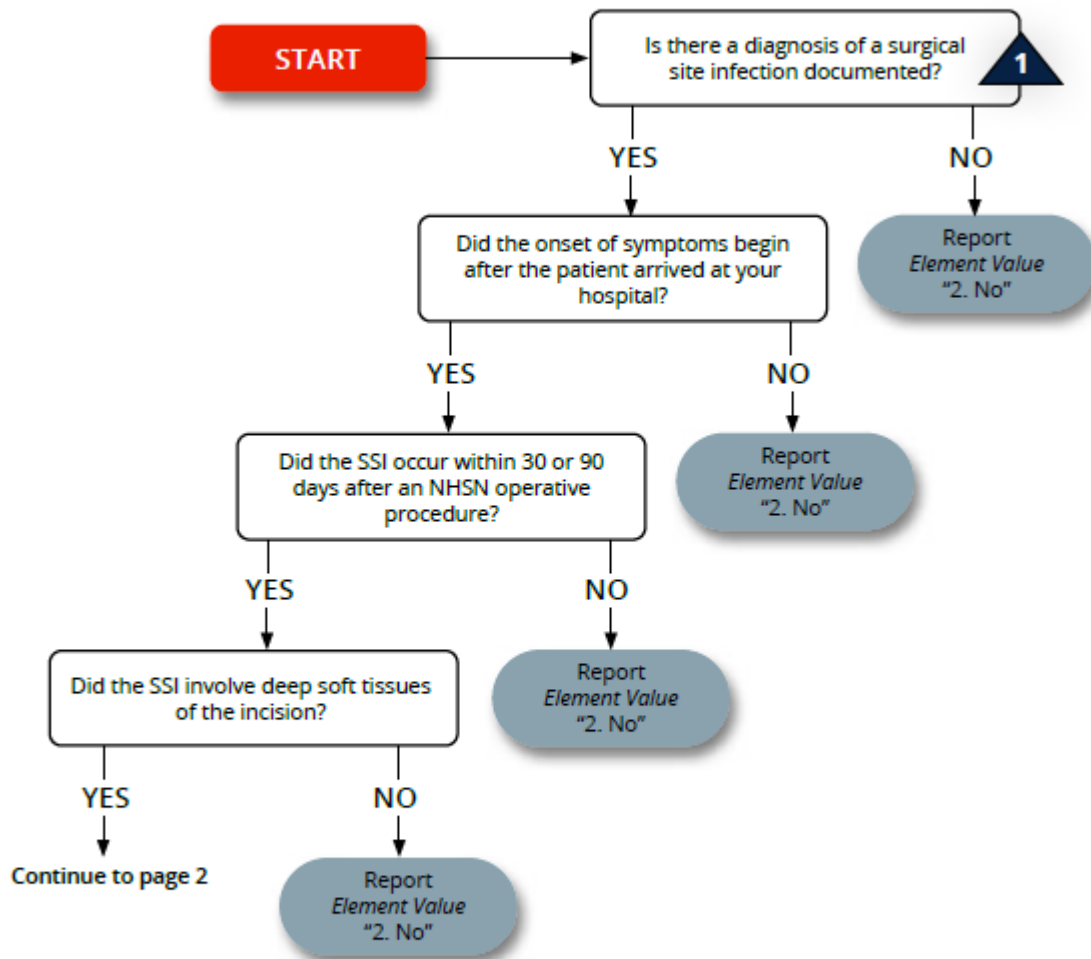 START
Is there a diagnosis of a surgical
site infection documented?
1
YES
NO
Did the onset of symptoms begin
after the patient arrived at your
hospital?
Report
Element Value
“2. No”
YES
NO
Did the SSI occur within 30 or 90
days after an NHSN operative
procedure?
Report
Element Value
“2. No”
YES
NO
Did the SSI involve deep soft tissues
of the incision?
Report
Element Value
“2. No”
YES
NO
Continue to page 2
Report
Element Value
“2. No”